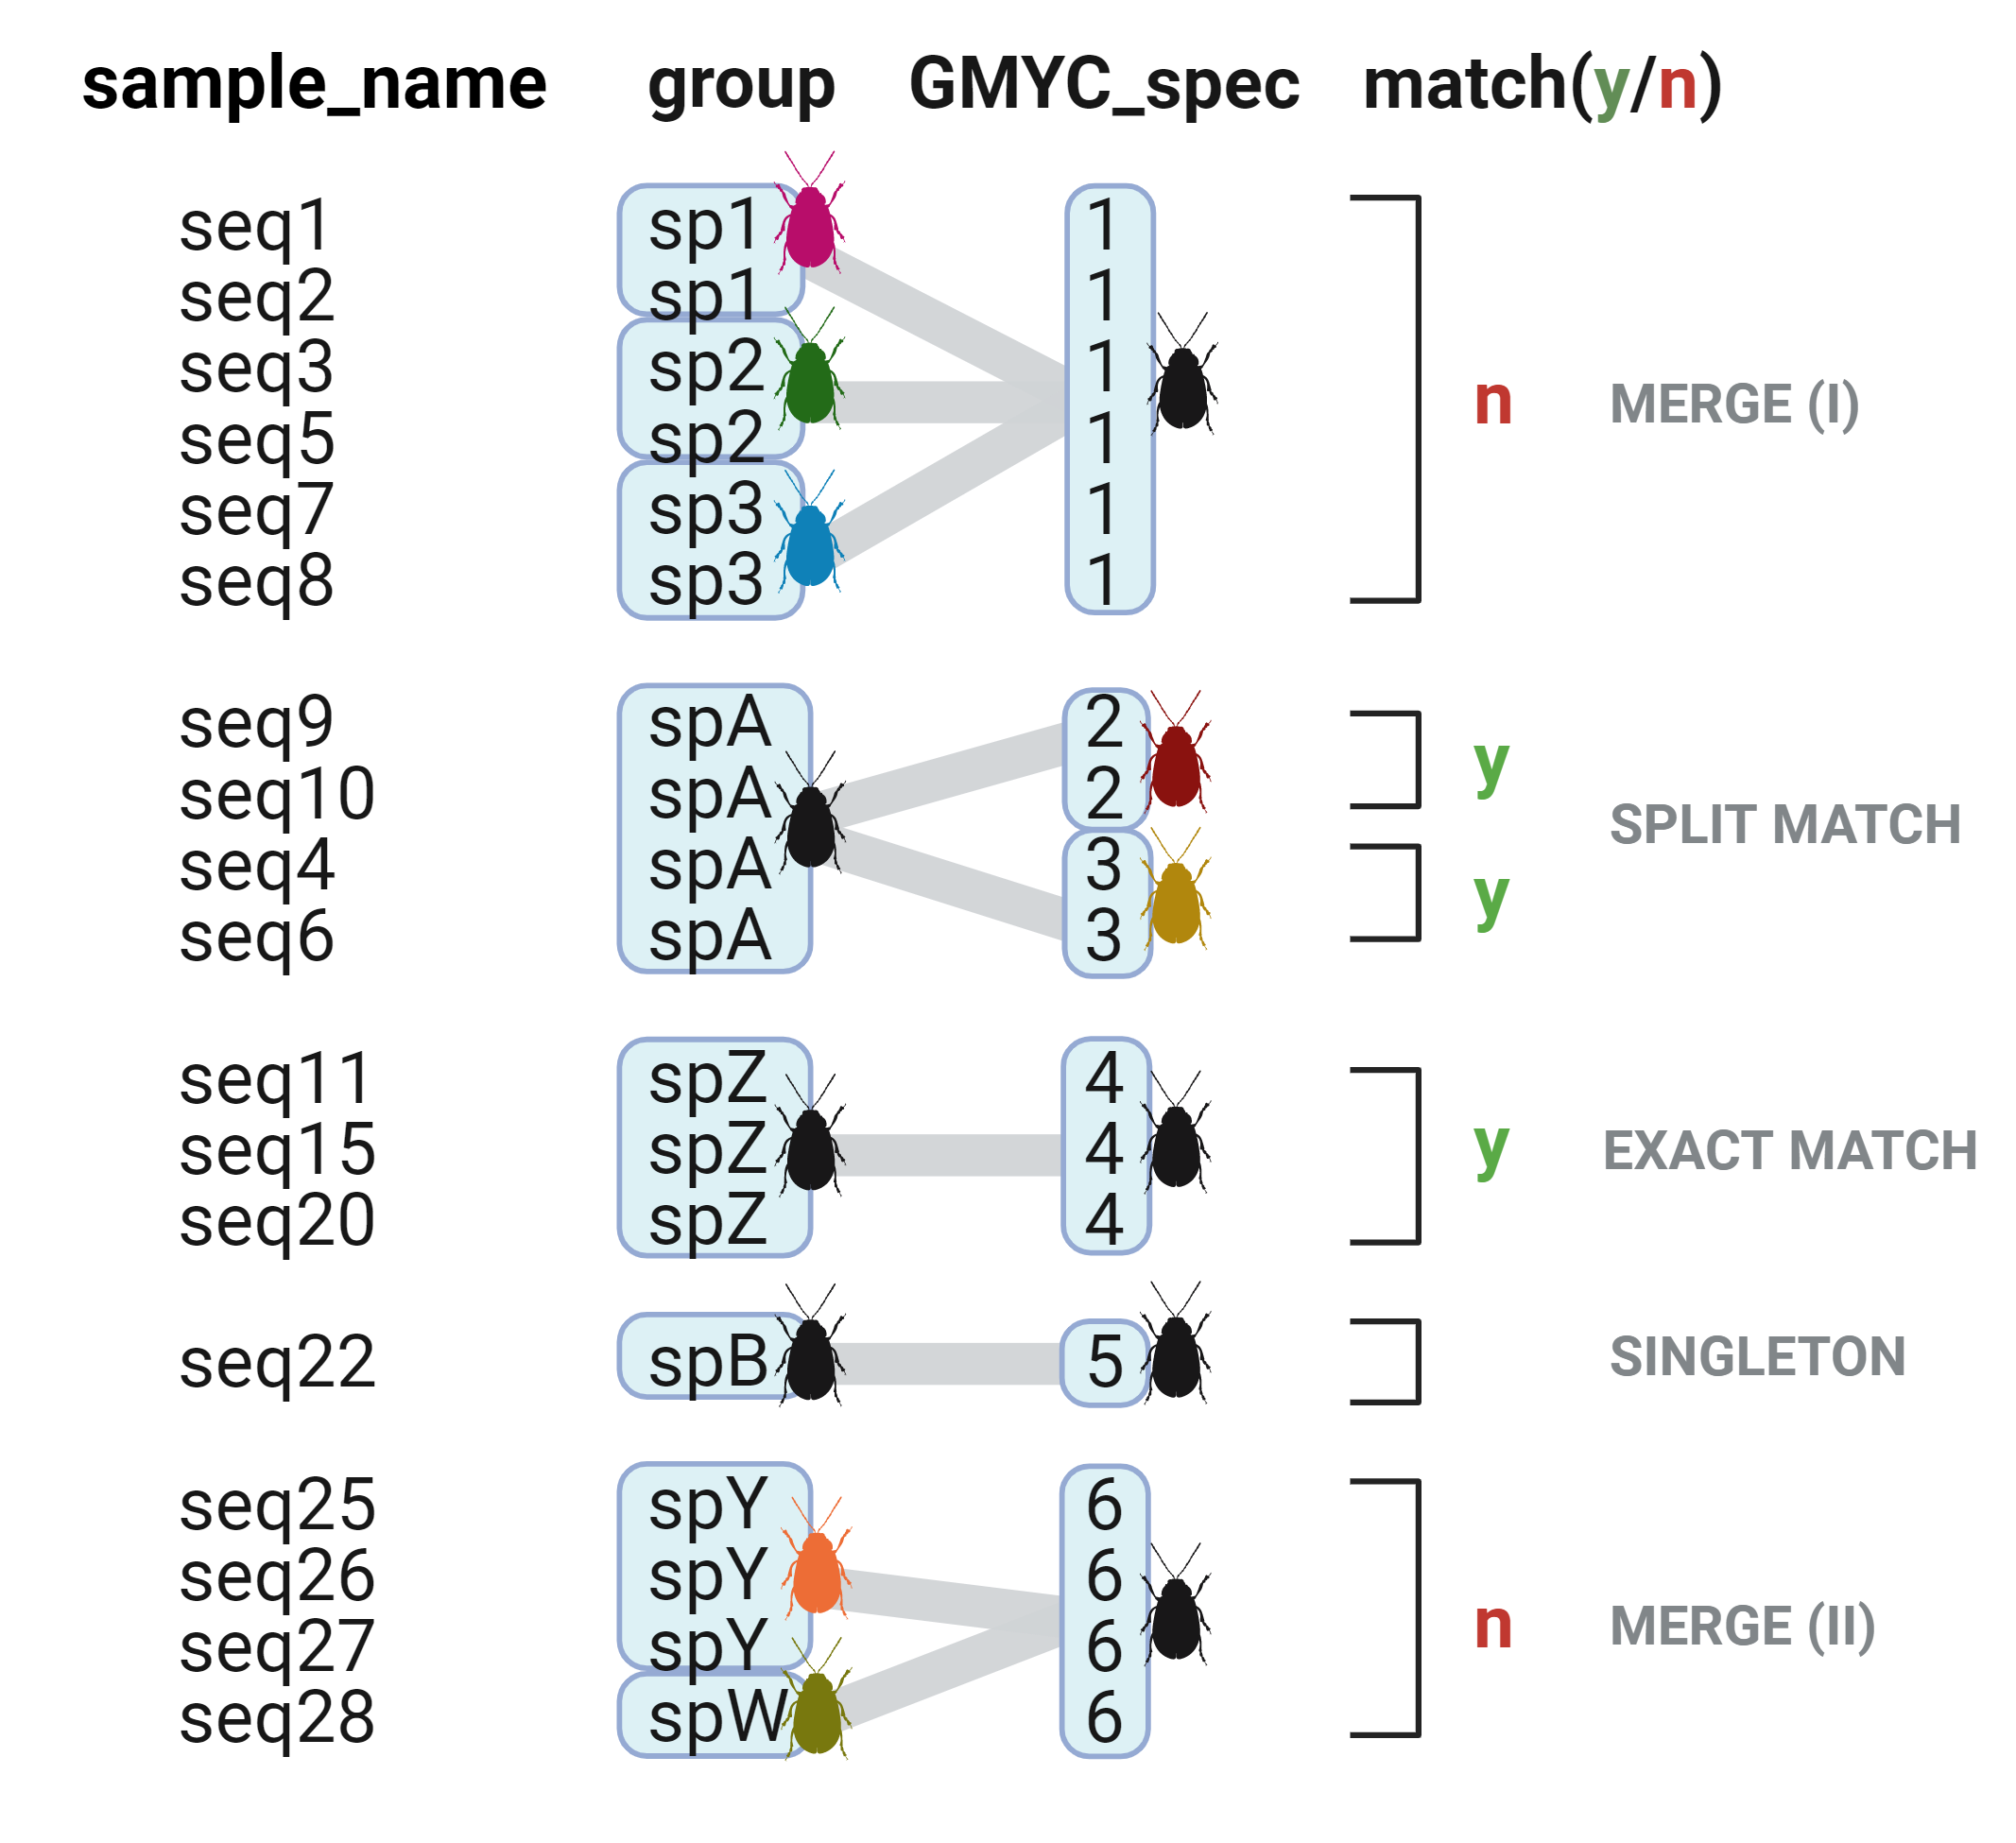 sample_name group GMYC_spec match(y/n)
seq1 sp1 1
seq2 sp1 1
seq3 sp2 1
n MERGE (I)
seq5 sp2 1
seq7 sp3 1
seq8 sp3 1
seq9 spA 2
y
seq10 spA 2
SPLIT MATCH
seq4 spA 3
y
seq6 spA 3
seq11 spZ 4
seq15 spZ 4 y EXACT MATCH
seq20 spZ 4
seq22 spB 5 SINGLETON
seq25 spY 6
seq26 spY 6
n MERGE (II)
seq27 spY 6
seq28 spW 6